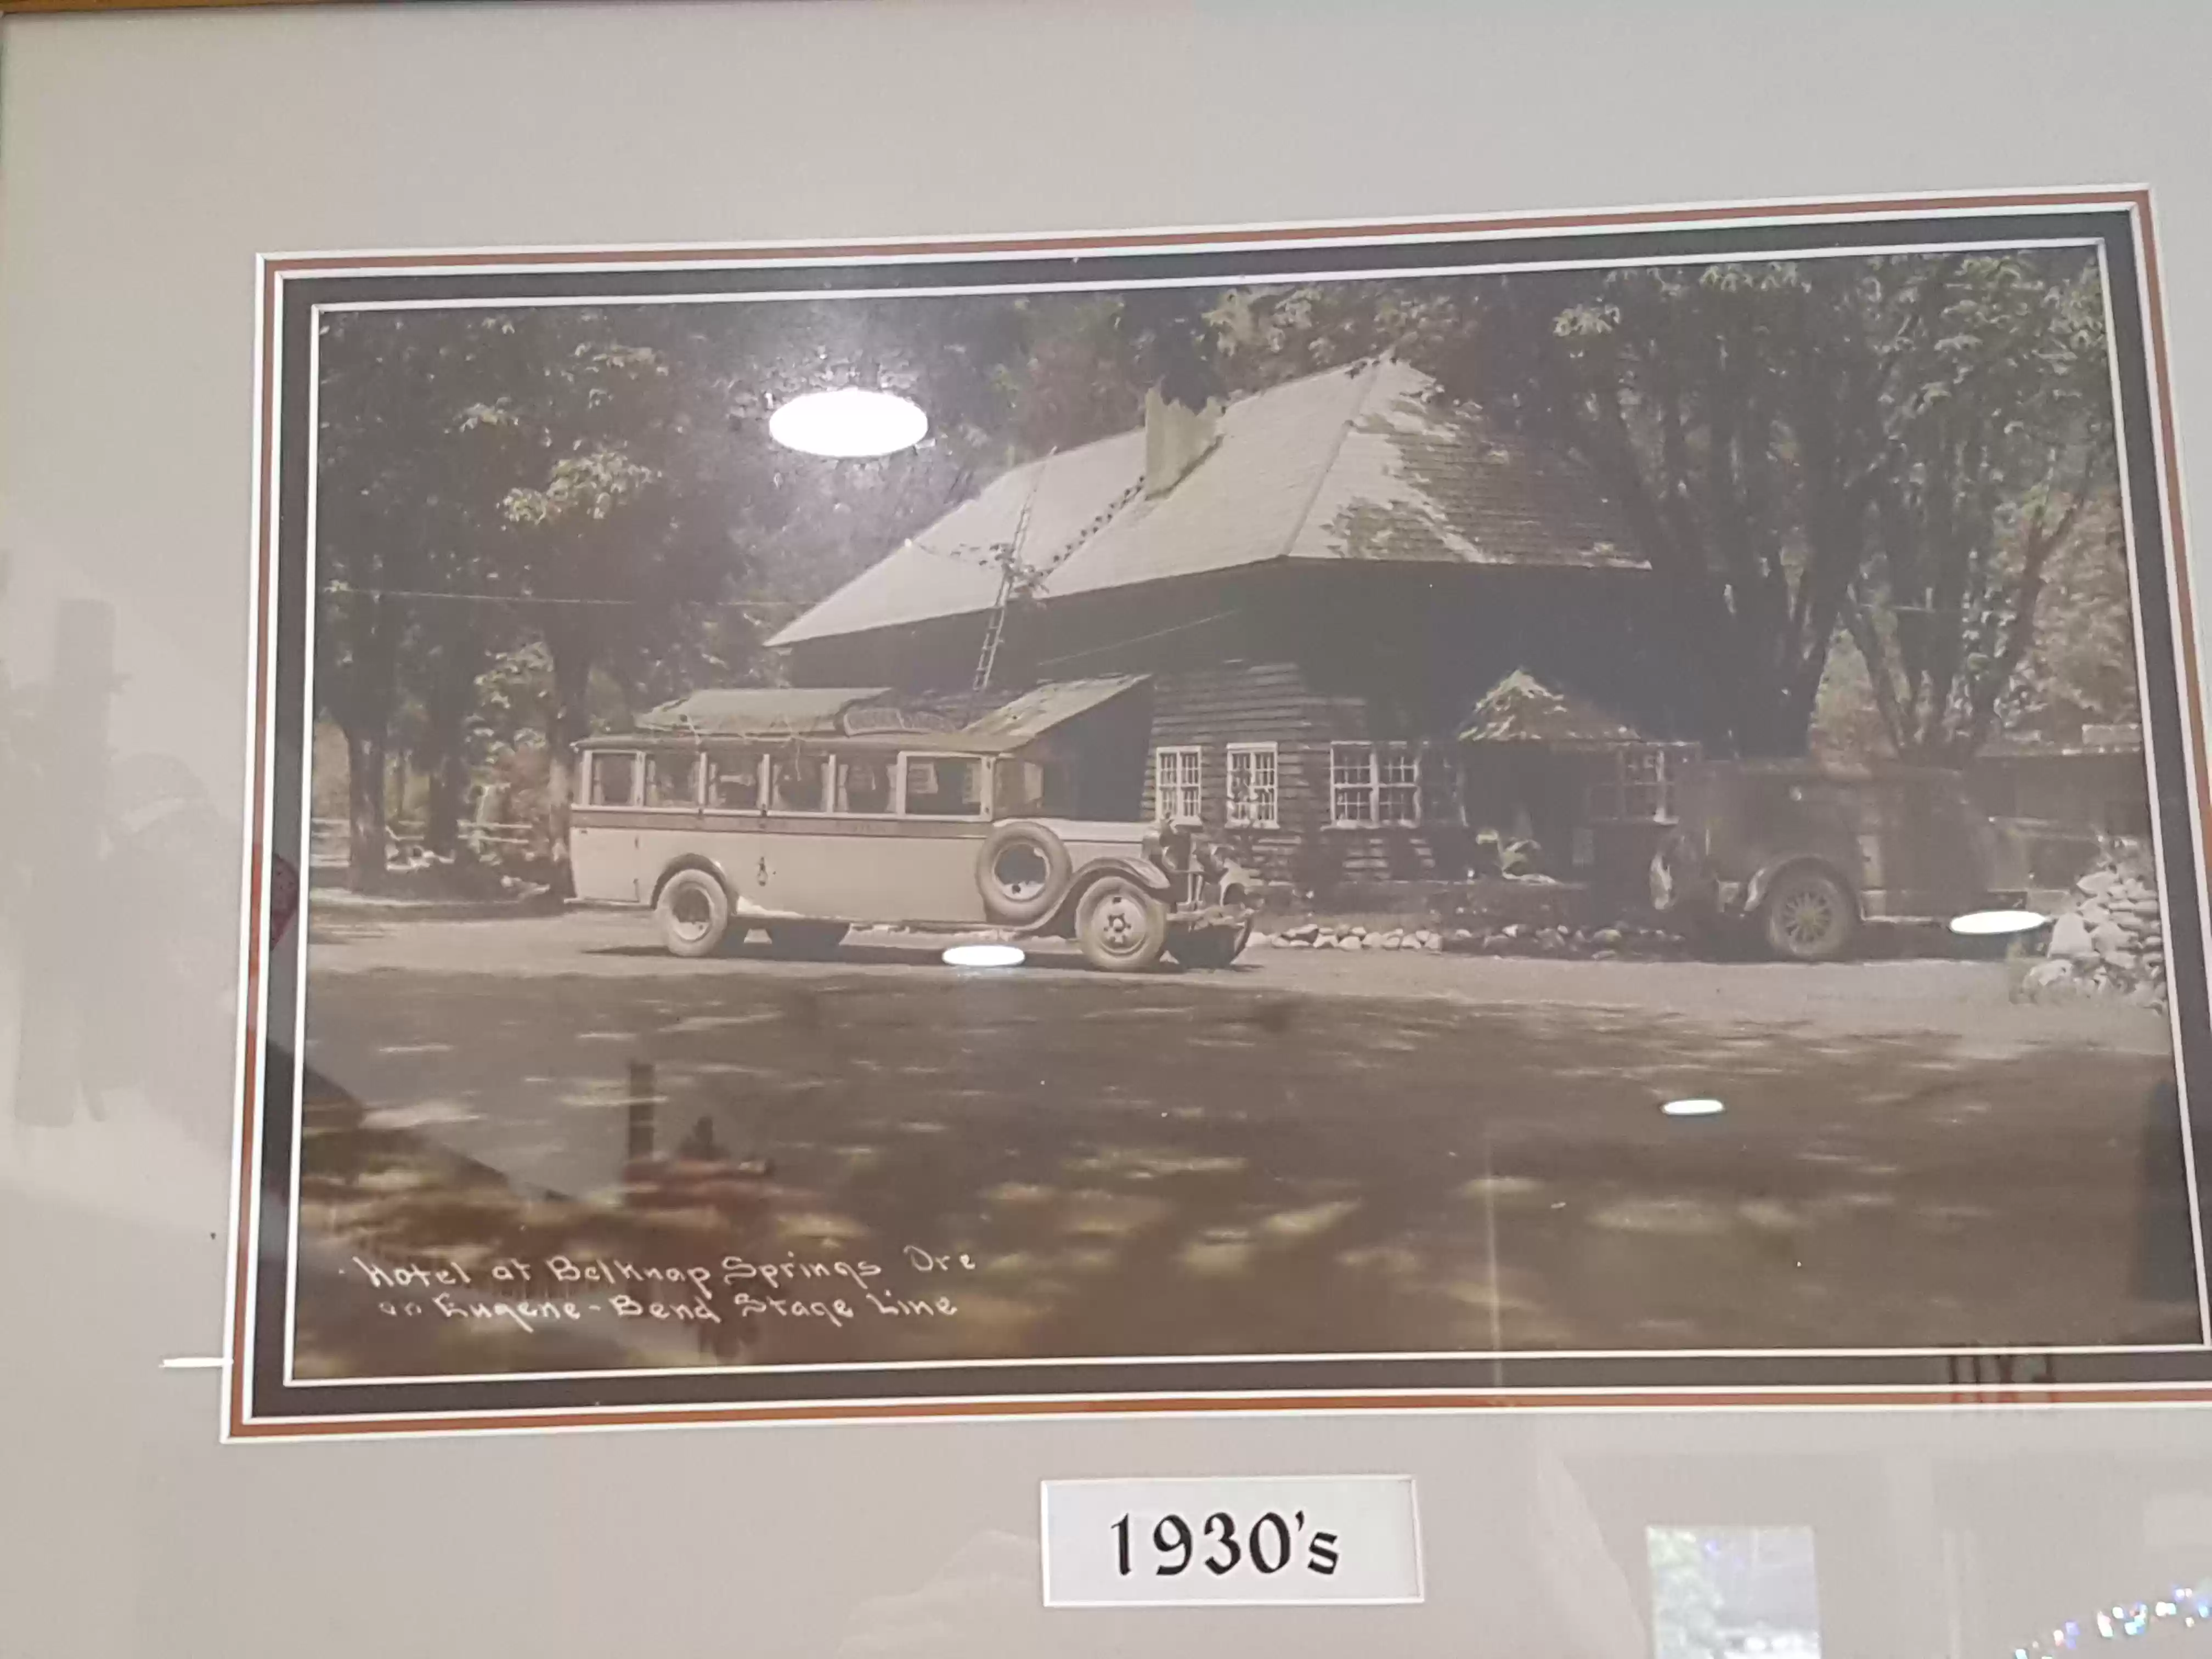 Hotel at Belknap Springs Ore
on Eugene-Bend Stage Line
1930's